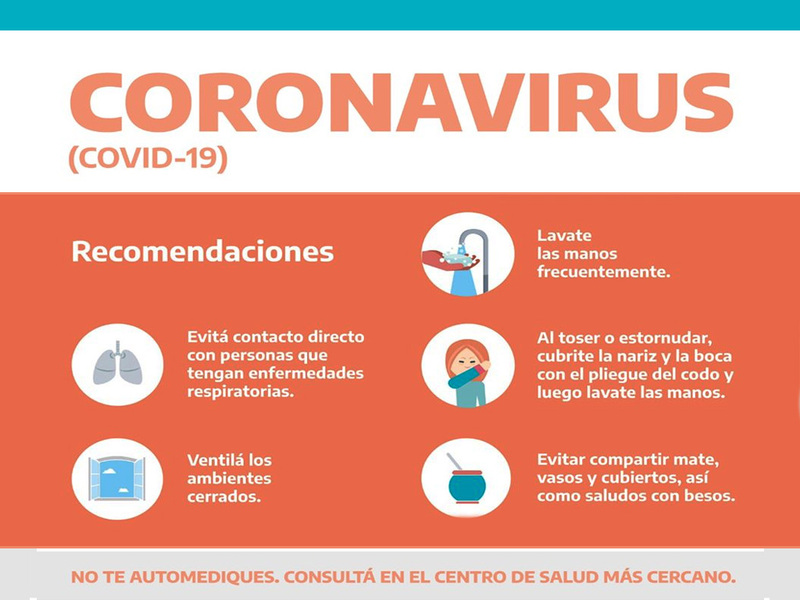 CORONAVIRUS
(COVID-19)
Recomendaciones
Lavate
las manos
frecuentemente.
Evitá contacto directo
con personas que
tengan enfermedades
respiratorias.
Al toser o estornudar,
cubrite la nariz y la boca
con el pliegue del codo y
luego lavate las manos.
Ventilá los
ambientes
cerrados.
Evitar compartir mate,
vasos y cubiertos, así
como saludos con besos.
NO TE AUTOMEDIQUES. CONSULTÁ EN EL CENTRO DE SALUD MÁS CERCANO.